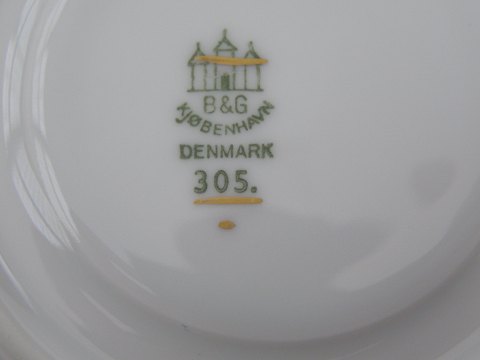 B&G
KJØBENHAVN
DENMARK
305.